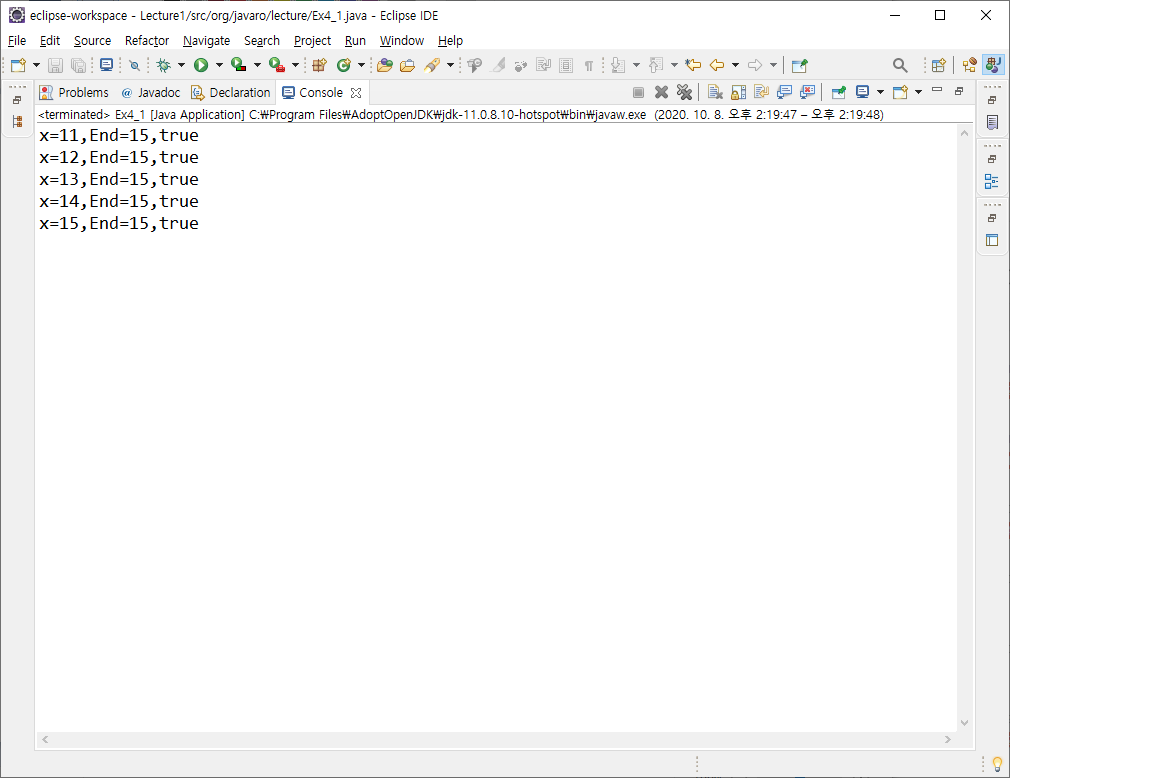 eclipse-workspace - Lecture1/src/org/javaro/lecture/Ex4_1.java - Eclipse IDE
File Edit Source Refactor Navigate Search Project Run Window Help
Problems @ Javadoc Declaration Console
<terminated> Ex4_1 [Java Application] C:₩Program Files₩AdoptOpenJDK₩jdk-11.0.8.10-hotspot₩bin₩javaw.exe (2020. 10. 8. 오후 2:19:47 – 오후 2:19:48)
x=11,End=15,true
x=12,End=15,true
x=13,End=15,true
x=14,End=15,true
x=15,End=15,true